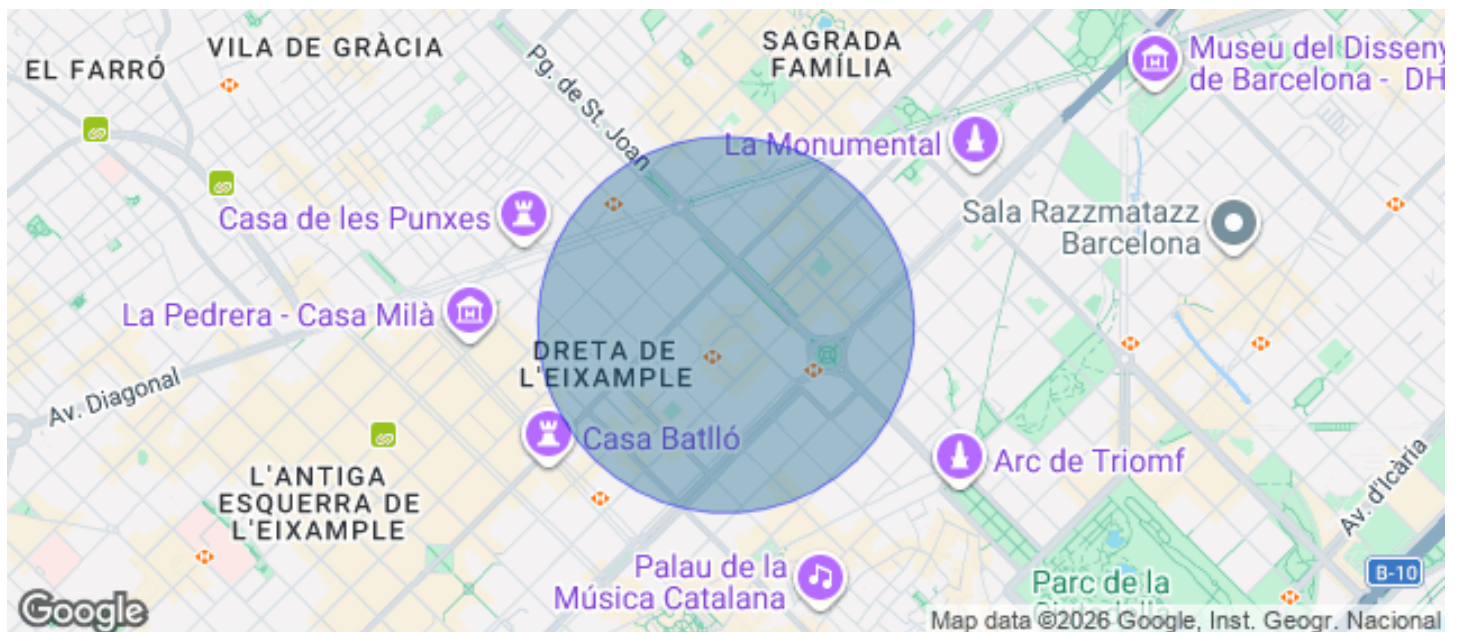 VILA DE GRÀCIA
EL FARRÓ
Pg. de St. Joan
SAGRADA
FAMÍLIA
Museu del Disseny
de Barcelona - DH
La Monumental
Casa de les Punxes
Sala Razzmatazz
Barcelona
La Pedrera - Casa Milà
DRETA DE
L'EIXAMPLE
Av. Diagonal
Casa Batlló
Arc de Triomf
L'ANTIGA
ESQUERRA DE
L'EIXAMPLE
Av. d'Icària
Palau de la
Música Catalana
Parc de la
Ciutadella
B-10
Google
Map data ©2026 Google, Inst. Geogr. Nacional